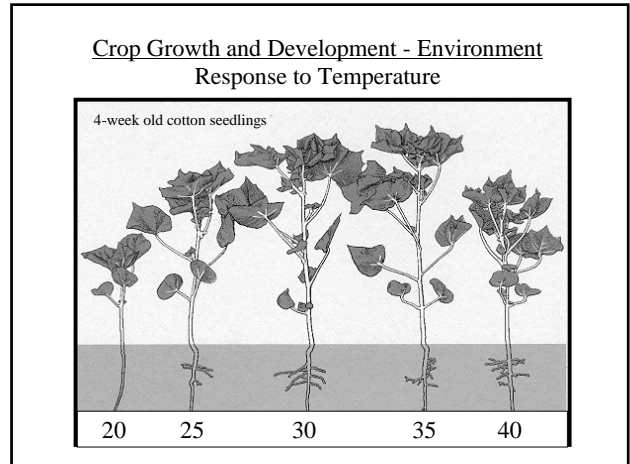 Crop Growth and Development - Environment
Response to Temperature
4-week old cotton seedlings
20 25 30 35 40